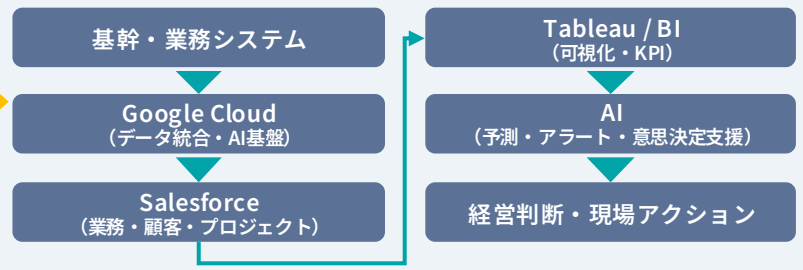 基幹・業務システム
Google Cloud
（データ統合・AI基盤）
Salesforce
（業務・顧客・プロジェクト）
Tableau / BI
（可視化・KPI）
AI
（予測・アラート・意思決定支援）
経営判断・現場アクション